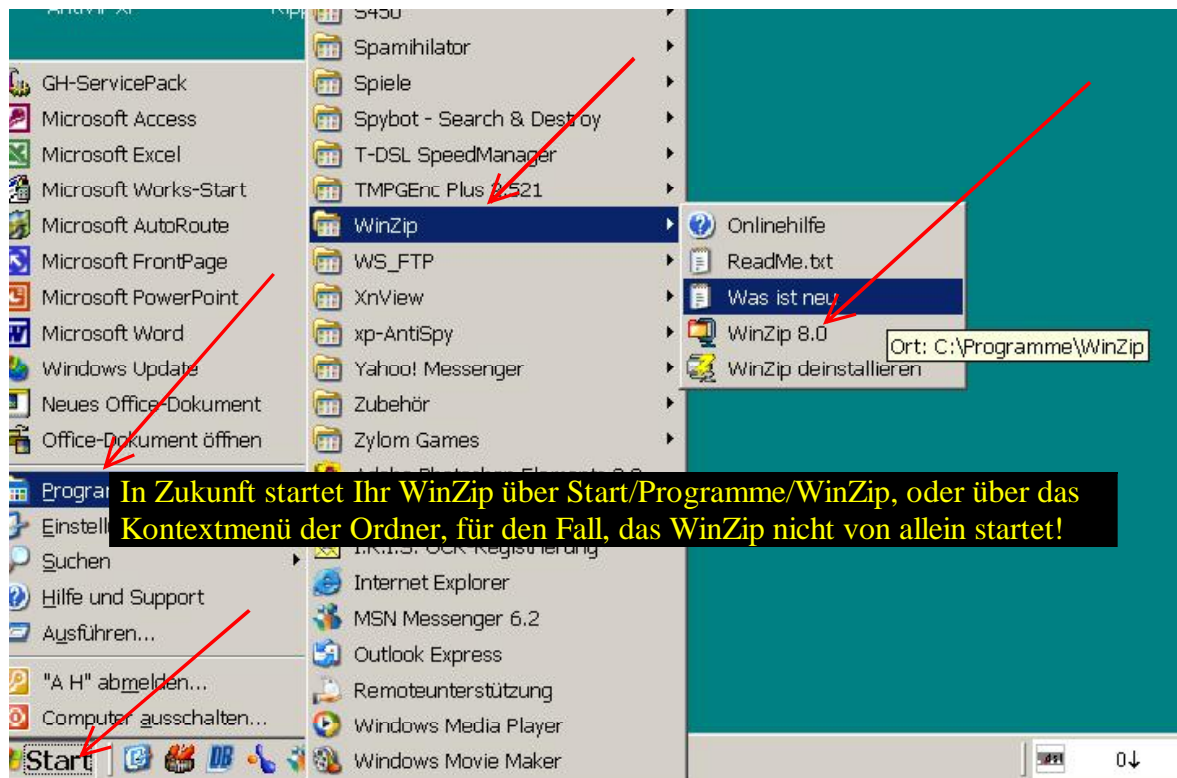 GH-ServicePack
Microsoft Access
Microsoft Excel
Microsoft Works-Start
Microsoft AutoRoute
Microsoft FrontPage
Microsoft PowerPoint
Microsoft Word
Windows Update
Neues Office-Dokument
Office-Dokument öffnen
Suchen
Hilfe und Support
Ausführen...
"A H" abmelden...
Computer ausschalten...
Start
S450
Spamihilator
Spiele
Spybot - Search & Destroy
T-DSL SpeedManager
TMPGEnc Plus 2.521
WinZip
WS_FTP
XnView
xp-AntiSpy
Yahoo! Messenger
Zubehör
Zylom Games
In Zukunft startet Ihr WinZip über Start/Programme/WinZip, oder über das
Kontextmenü der Ordner, für den Fall, das WinZip nicht von allein startet!
I.R.I.S. OCR-Registrierung
Internet Explorer
MSN Messenger 6.2
Outlook Express
Remoteunterstützung
Windows Media Player
Windows Movie Maker
Onlinehilfe
ReadMe.txt
Was ist neu
WinZip 8.0
Ort: C:\Programme\WinZip
WinZip deinstallieren
DB
dsl
0↓